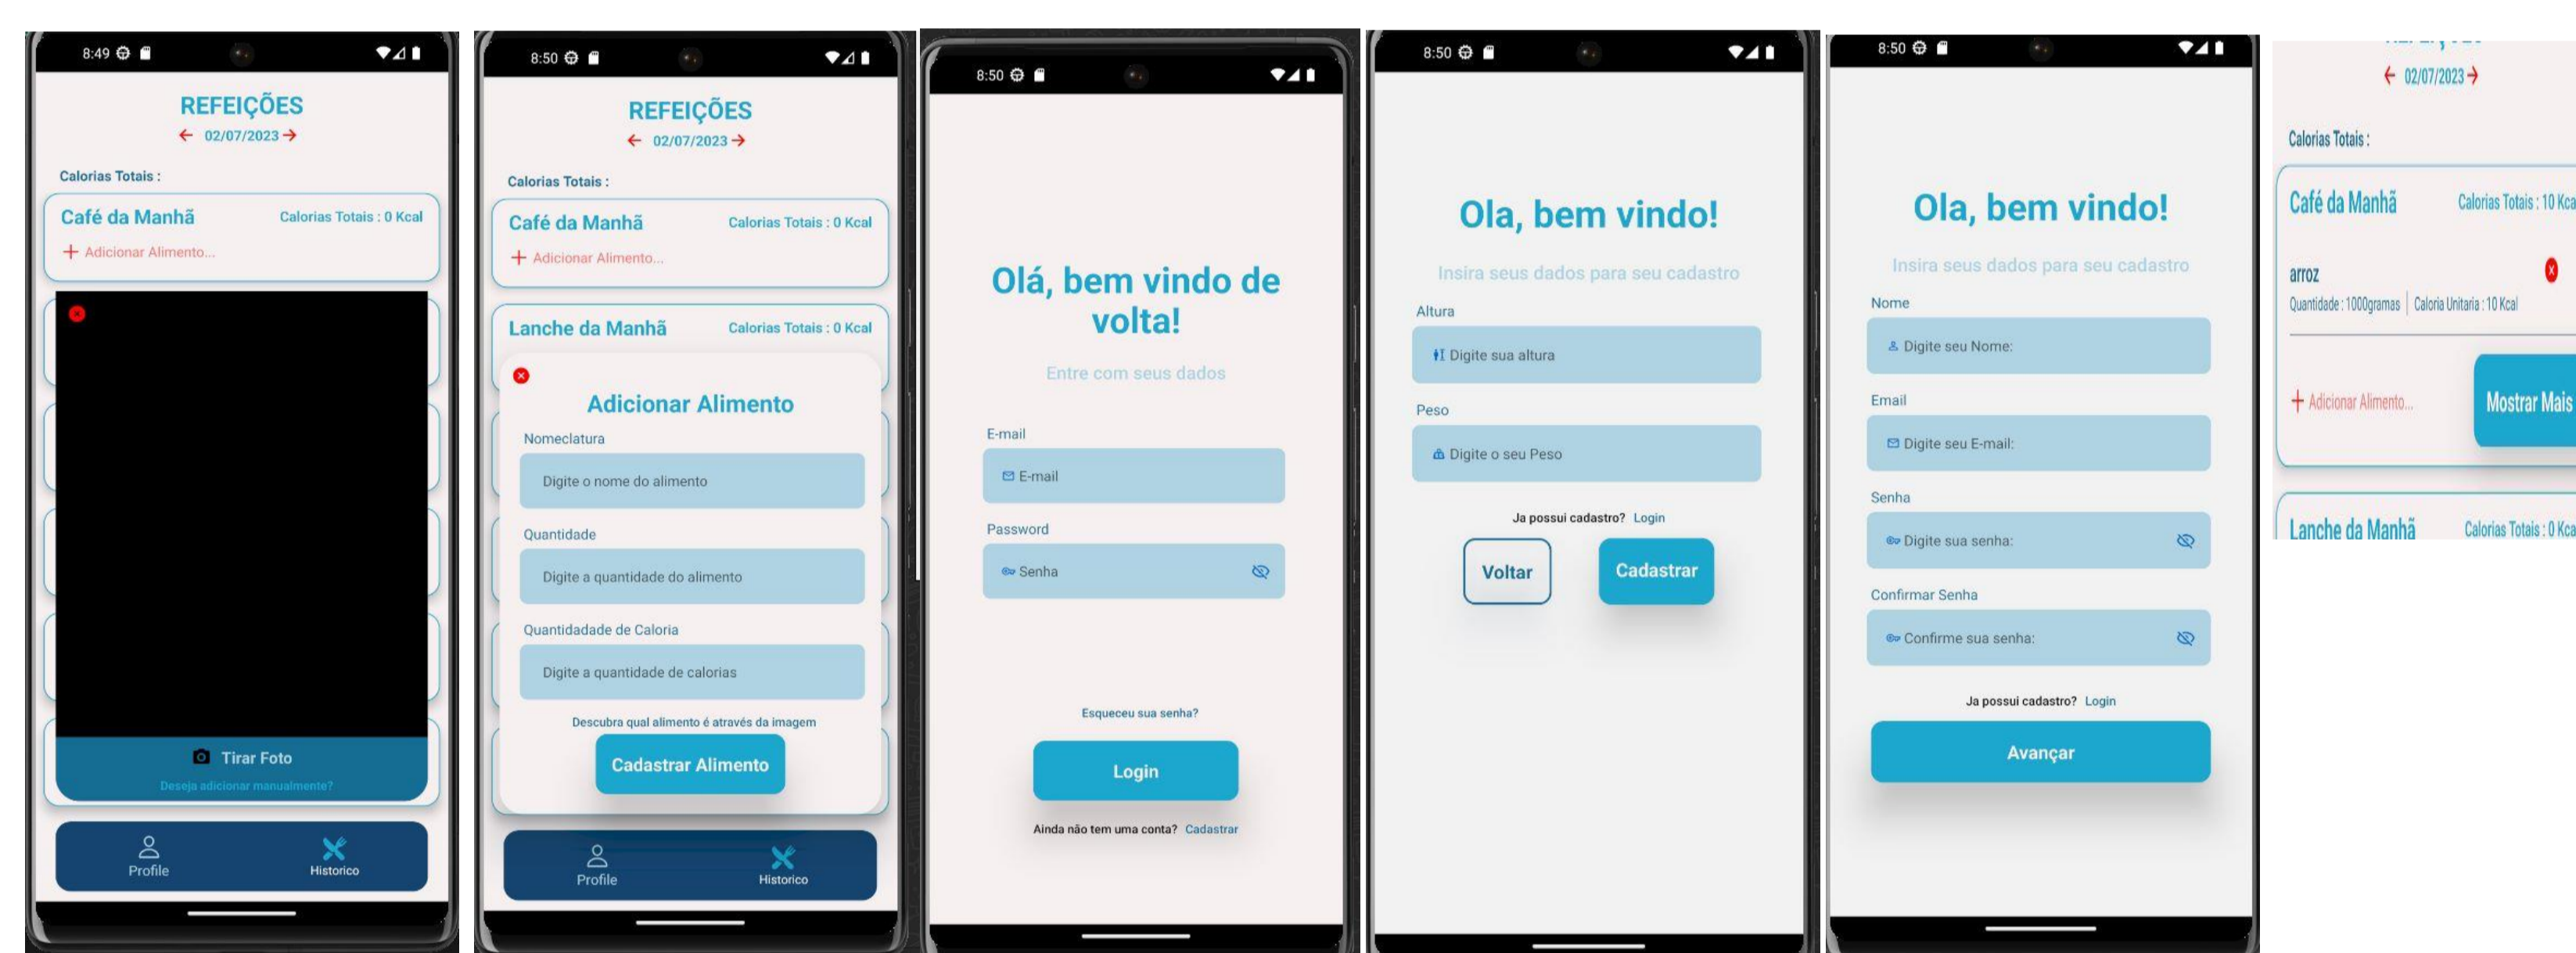 8:49
REFEIÇÕES
← 02/07/2023 →
Calorias Totais :
Café da Manhã Calorias Totais : 0 Kcal
+ Adicionar Alimento...
Tirar Foto
Deseja adicionar manualmente?
Profile Historico
8:50
REFEIÇÕES
← 02/07/2023 →
Calorias Totais :
Café da Manhã Calorias Totais : 0 Kcal
+ Adicionar Alimento...
Lanche da Manhã Calorias Totais : 0 Kcal
Adicionar Alimento
Nomeclatura
Digite o nome do alimento
Quantidade
Digite a quantidade do alimento
Quantidadade de Caloria
Digite a quantidade de calorias
Descubra qual alimento é através da imagem
Cadastrar Alimento
Profile Historico
8:50
Olá, bem vindo de
volta!
Entre com seus dados
E-mail
E-mail
Password
Senha
Esqueceu sua senha?
Login
Ainda não tem uma conta? Cadastrar
8:50
Ola, bem vindo!
Insira seus dados para seu cadastro
Altura
Digite sua altura
Peso
Digite o seu Peso
Ja possui cadastro? Login
Voltar Cadastrar
8:50
Ola, bem vindo!
Insira seus dados para seu cadastro
Nome
Digite seu Nome:
Email
Digite seu E-mail:
Senha
Digite sua senha:
Confirmar Senha
Confirme sua senha:
Ja possui cadastro? Login
Avançar
← 02/07/2023 →
Calorias Totais :
Café da Manhã Calorias Totais : 10 Kca
arroz
Quantidade : 1000gramas | Caloria Unitaria : 10 Kcal
+ Adicionar Alimento... Mostrar Mais
Lanche da Manhã Calorias Totais : 0 Kca